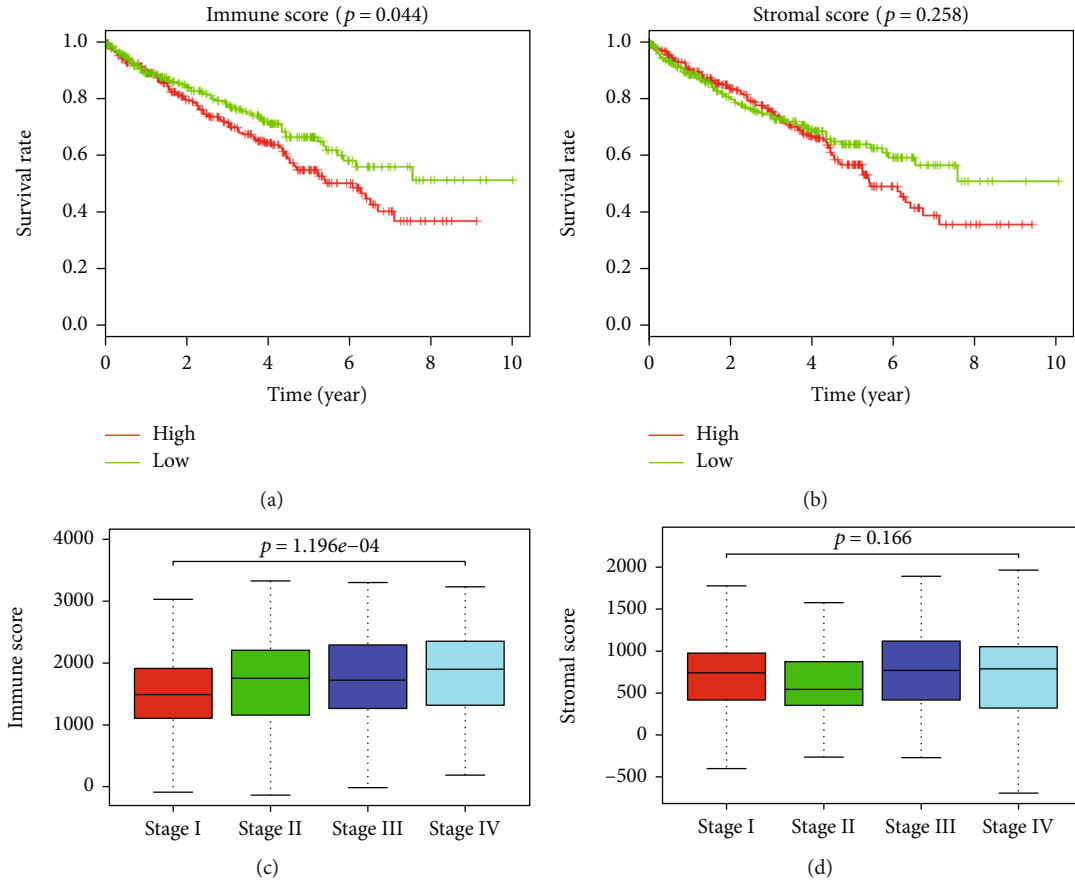 Immune score (p = 0.044)
Survival rate
1.0
0.8
0.6
0.4
0.2
0.0
0 2 4 6 8 10
Time (year)
High
Low
(a)
Stromal score (p = 0.258)
Survival rate
1.0
0.8
0.6
0.4
0.2
0.0
0 2 4 6 8 10
Time (year)
High
Low
(b)
Immune score
4000
3000
2000
1000
0
p = 1.196e−04
Stage I Stage II Stage III Stage IV
(c)
Stromal score
2000
1500
1000
500
0
−500
p = 0.166
Stage I Stage II Stage III Stage IV
(d)